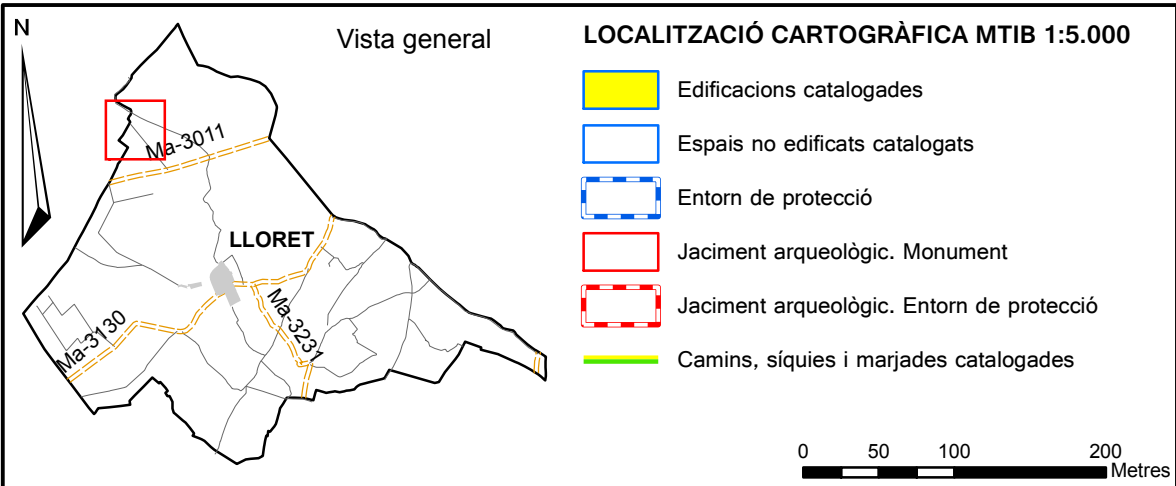 N
Vista general
Ma-3011
LLORET
Ma-3130
Ma-3231
LOCALITZACIÓ CARTOGRÀFICA MTIB 1:5.000
Edificacions catalogades
Espais no edificats catalogats
Entorn de protecció
Jaciment arqueològic. Monument
Jaciment arqueològic. Entorn de protecció
Camins, síquies i marjades catalogades
0 50 100 200
Metres